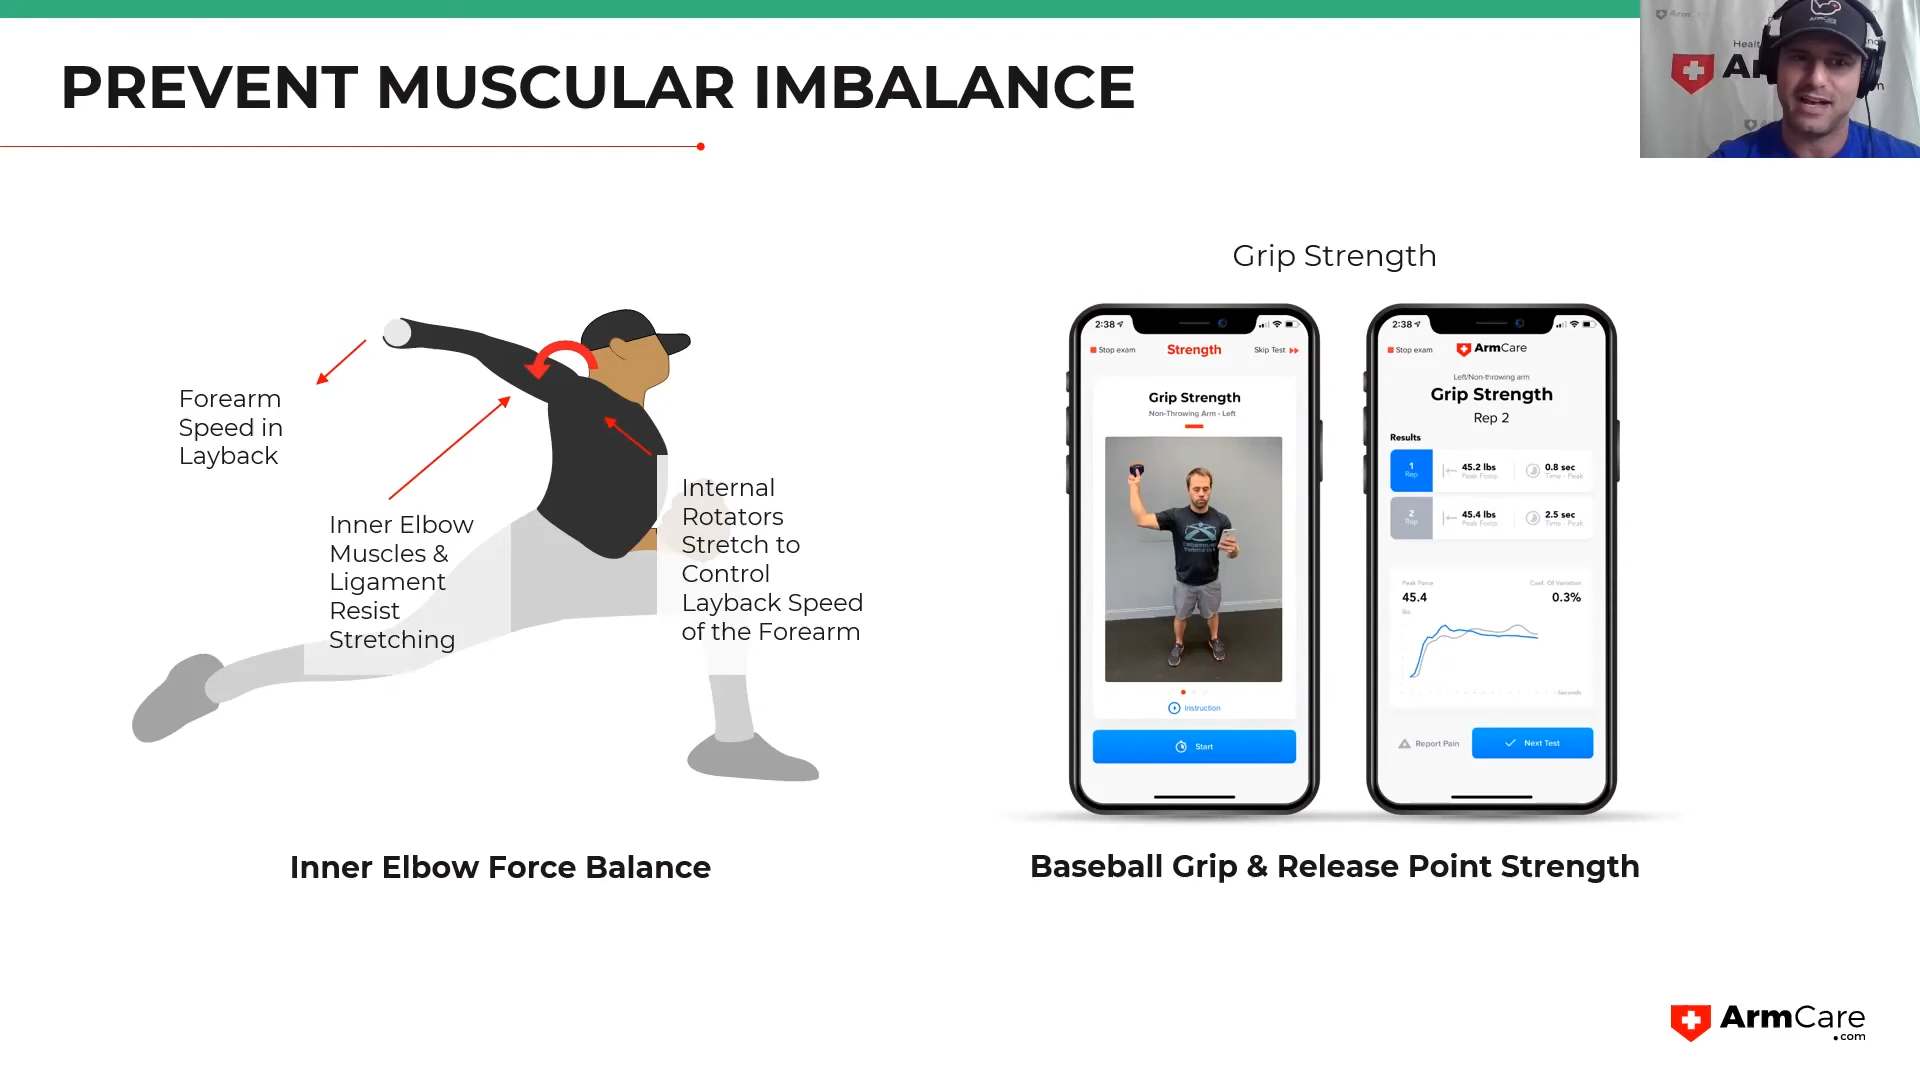 PREVENT MUSCULAR IMBALANCE
Forearm
Speed in
Layback
Inner Elbow
Muscles &
Ligament
Resist
Stretching
Internal
Rotators
Stretch to
Control
Layback Speed
of the Forearm
Inner Elbow Force Balance
Grip Strength
2:38
Stop exam
Strength
Skip Test
Grip Strength
Non-Throwing Arm - Left
Instruction
Start
2:38
Stop exam
ArmCare
Left/Non-throwing arm
Grip Strength
Rep 2
Results
1 Rep
45.2 lbs
Peak Force
0.8 sec
Time - Peak
2 Rep
45.4 lbs
Peak Force
2.5 sec
Time - Peak
Peak Force
Coef. Of Variation
45.4
0.3%
lbs
Seconds
Report Pain
Next Test
Baseball Grip & Release Point Strength
ArmCare
.com